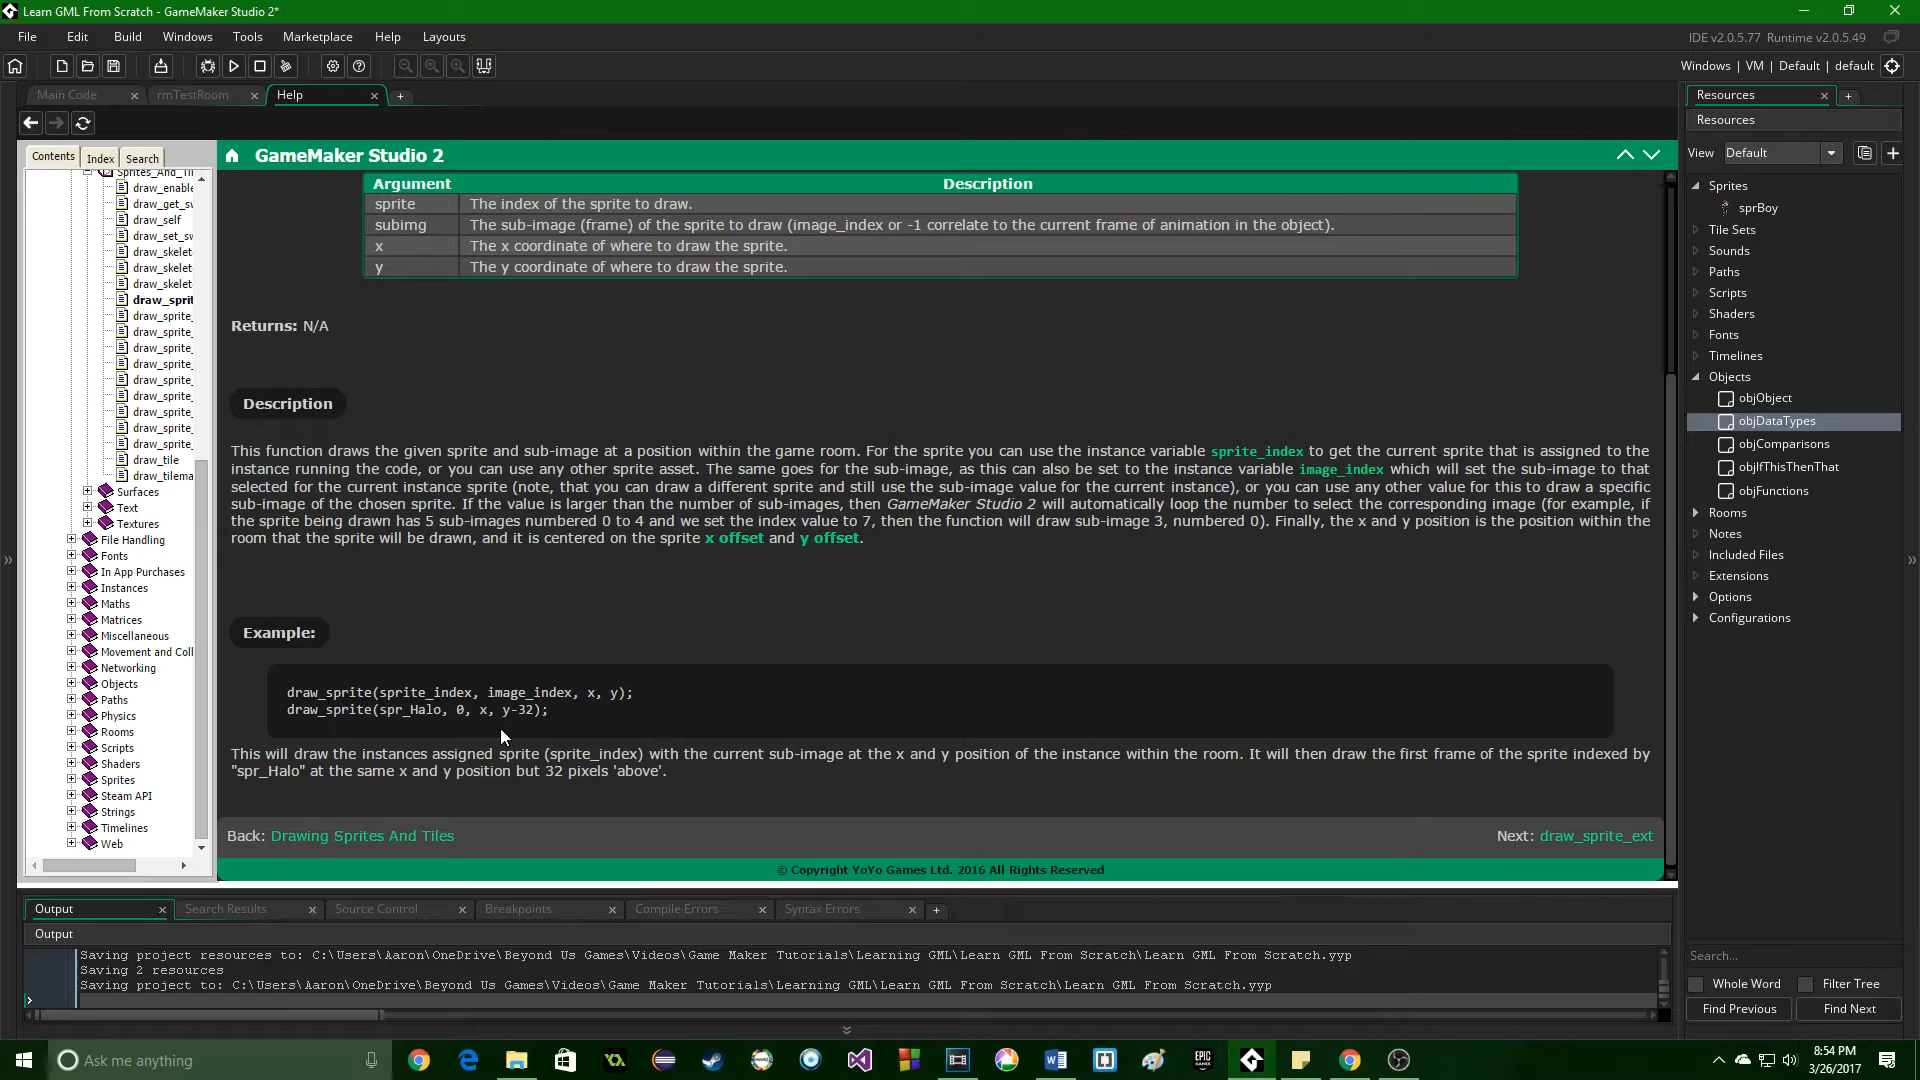 Learn GML From Scratch - GameMaker Studio 2*
File Edit Build Windows Tools Marketplace Help Layouts
IDE v2.0.5.77 Runtime v2.0.5.49
Windows | VM | Default | default
Main Code
rmTestRoom
Help
Contents Index Search
Sprites_And_Til
draw_enable
draw_get_sv
draw_self
draw_set_sw
draw_skelet
draw_skelet
draw_skelet
draw_sprit
draw_sprite_
draw_sprite_
draw_sprite_
draw_sprite_
draw_sprite_
draw_sprite_
draw_sprite_
draw_sprite_
draw_sprite_
draw_tile
draw_tilema
Surfaces
Text
Textures
File Handling
Fonts
In App Purchases
Instances
Maths
Matrices
Miscellaneous
Movement and Coll
Networking
Objects
Paths
Physics
Rooms
Scripts
Shaders
Sprites
Steam API
Strings
Timelines
Web
GameMaker Studio 2
Argument Description
sprite The index of the sprite to draw.
subimg The sub-image (frame) of the sprite to draw (image_index or -1 correlate to the current frame of animation in the object).
x The x coordinate of where to draw the sprite.
y The y coordinate of where to draw the sprite.
Returns: N/A
Description
This function draws the given sprite and sub-image at a position within the game room. For the sprite you can use the instance variable sprite_index to get the current sprite that is assigned to the
instance running the code, or you can use any other sprite asset. The same goes for the sub-image, as this can also be set to the instance variable image_index which will set the sub-image to that
selected for the current instance sprite (note, that you can draw a different sprite and still use the sub-image value for the current instance), or you can use any other value for this to draw a specific
sub-image of the chosen sprite. If the value is larger than the number of sub-images, then GameMaker Studio 2 will automatically loop the number to select the corresponding image (for example, if
the sprite being drawn has 5 sub-images numbered 0 to 4 and we set the index value to 7, then the function will draw sub-image 3, numbered 0). Finally, the x and y position is the position within the
room that the sprite will be drawn, and it is centered on the sprite x offset and y offset.
Example:
draw_sprite(sprite_index, image_index, x, y);
draw_sprite(spr_Halo, 0, x, y-32);
This will draw the instances assigned sprite (sprite_index) with the current sub-image at the x and y position of the instance within the room. It will then draw the first frame of the sprite indexed by
"spr_Halo" at the same x and y position but 32 pixels 'above'.
Back: Drawing Sprites And Tiles
Next: draw_sprite_ext
© Copyright YoYo Games Ltd. 2016 All Rights Reserved
Output Search Results Source Control Breakpoints Compile Errors Syntax Errors
Output
Saving project resources to: C:\Users\Aaron\OneDrive\Beyond Us Games\Videos\Game Maker Tutorials\Learning GML\Learn GML From Scratch\Learn GML From Scratch.yyp
Saving 2 resources
Saving project to: C:\Users\Aaron\OneDrive\Beyond Us Games\Videos\Game Maker Tutorials\Learning GML\Learn GML From Scratch\Learn GML From Scratch.yyp
Resources
Resources
View Default
Sprites
sprBoy
Tile Sets
Sounds
Paths
Scripts
Shaders
Fonts
Timelines
Objects
objObject
objDataTypes
objComparisons
objIfThisThenThat
objFunctions
Rooms
Notes
Included Files
Extensions
Options
Configurations
Search...
Whole Word Filter Tree
Find Previous Find Next
Ask me anything
EPIC GAMES
8:54 PM
3/26/2017